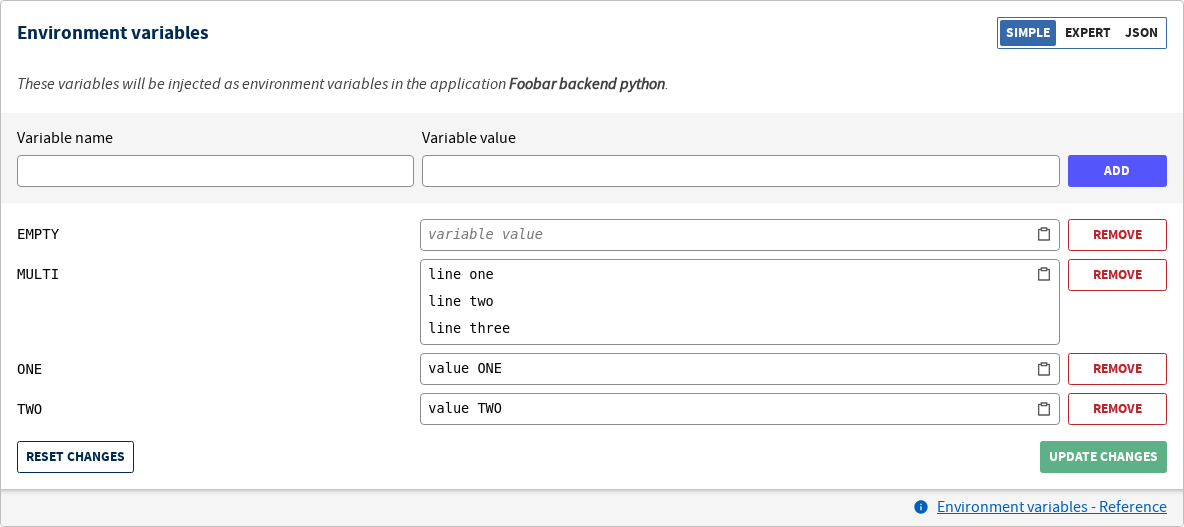 Environment variables
SIMPLE EXPERT JSON
These variables will be injected as environment variables in the application Foobar backend python.
Variable name Variable value
ADD
EMPTY variable value REMOVE
MULTI line one REMOVE
line two
line three
ONE value ONE REMOVE
TWO value TWO REMOVE
RESET CHANGES UPDATE CHANGES
Environment variables - Reference